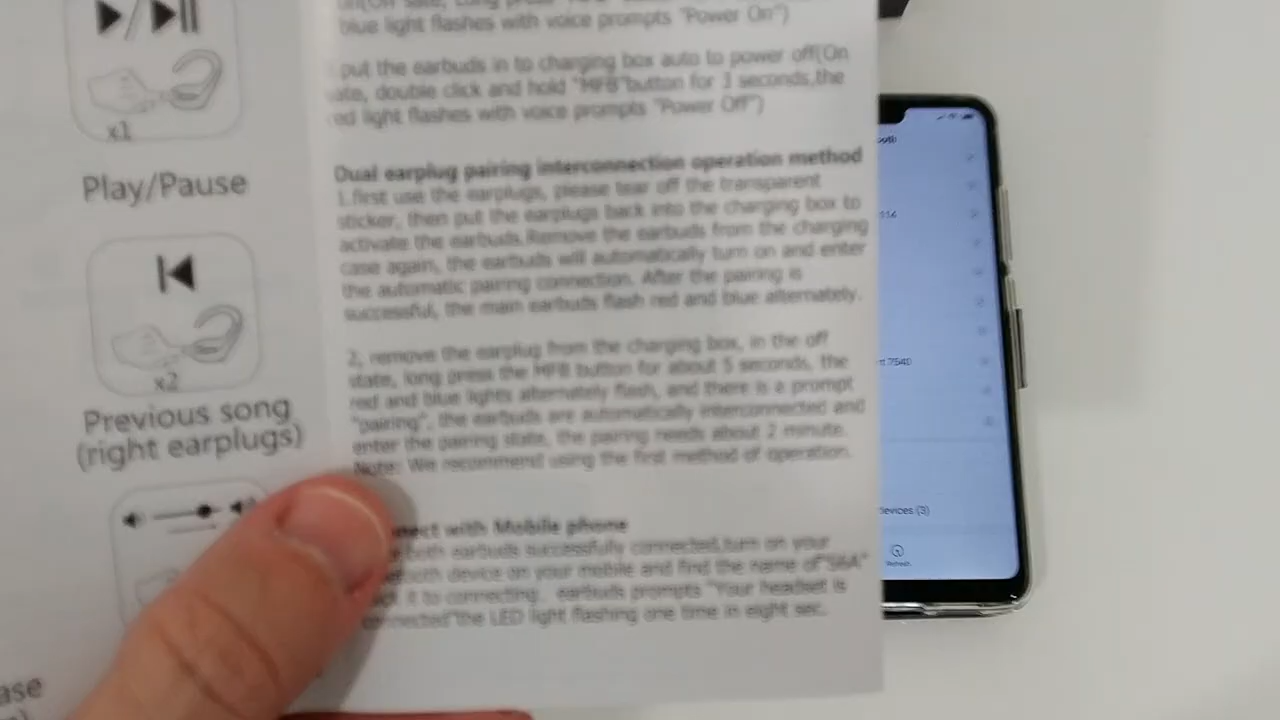 x1
Play/Pause
x2
Previous song
(right earplugs)
blue light flashes with voice prompts "Power On")
put the earbuds in to charging box auto to power off(On
double click and hold "MFB"button for 3 seconds,the
light flashes with voice prompts "Power Off")
Dual earplug pairing interconnection operation method
1.first use the earplugs, please tear off the transparent
sticker, then put the earplugs back into the charging box to
activate the earbuds.Remove the earbuds from the charging
case again, the earbuds will automatically turn on and enter
the automatic pairing connection. After the pairing is
successful, the main earbuds flash red and blue alternately.
2, remove the earplug from the charging box, in the off
state, long press the MFB button for about 5 seconds, the
red and blue lights alternately flash, and there is a prompt
"pairing", the earbuds are automatically interconnected and
enter the pairing state, the pairing needs about 2 minute.
Note: We recommend using the first method of operation.
with Mobile phone
both earbuds successfully connected,turn on your
device on your mobile and find the name of"S6A"
it to connecting, earbuds prompts "Your headset is
connected"the LED light flashing one time in eight sec.
7540
devices (3)
Refresh